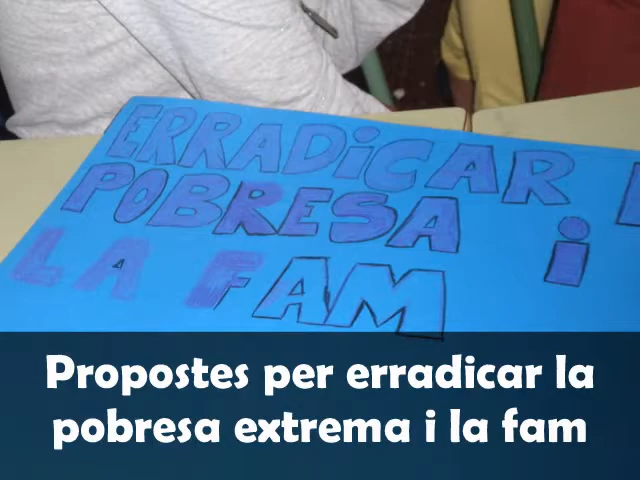 ERRADiCAR
POBRESA i
LA FAM
Propostes per erradicar la
pobresa extrema i la fam